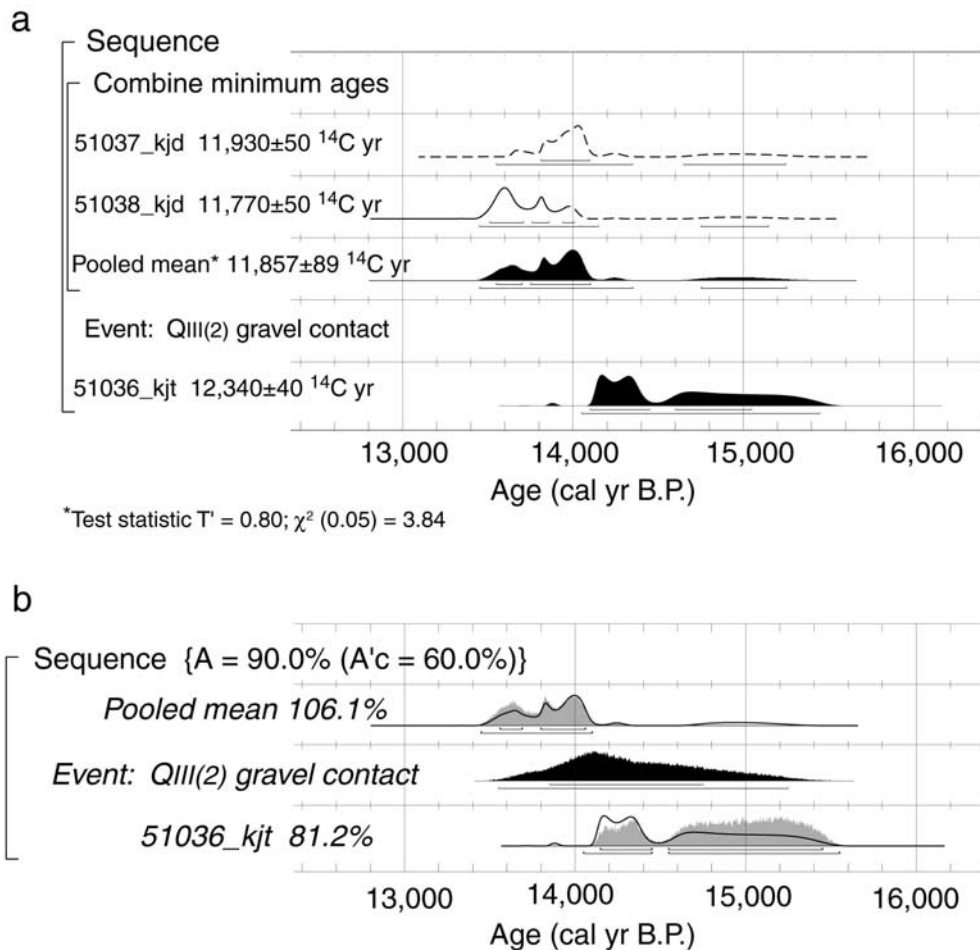 a
Sequence
Combine minimum ages
51037_kjd 11,930±50 ¹⁴C yr
51038_kjd 11,770±50 ¹⁴C yr
Pooled mean* 11,857±89 ¹⁴C yr
Event: QIII(2) gravel contact
51036_kjt 12,340±40 ¹⁴C yr
13,000 14,000 15,000 16,000
Age (cal yr B.P.)
*Test statistic T' = 0.80; χ² (0.05) = 3.84
b
Sequence {A = 90.0% (A'c = 60.0%)}
Pooled mean 106.1%
Event: QIII(2) gravel contact
51036_kjt 81.2%
13,000 14,000 15,000 16,000
Age (cal yr B.P.)